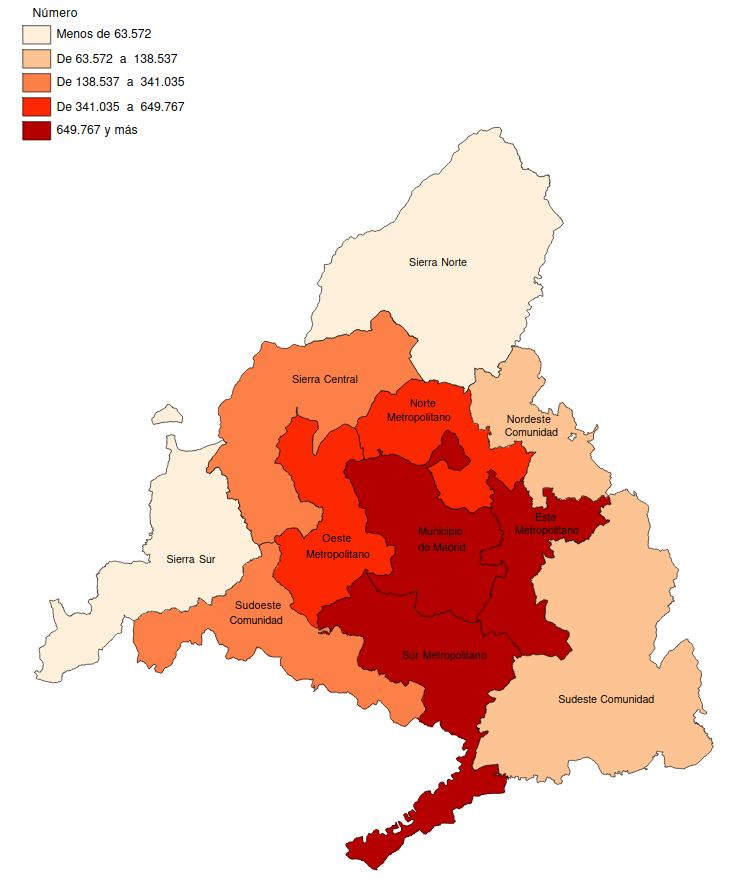 Número
Menos de 63.572
De 63.572 a 138.537
De 138.537 a 341.035
De 341.035 a 649.767
649.767 y más
Sierra Norte
Sierra Central
Norte
Metropolitano
Nordeste
Comunidad
Este
Metropolitano
Municipio
de Madrid
Oeste
Metropolitano
Sierra Sur
Sudoeste
Comunidad
Sur Metropolitano
Sudeste Comunidad